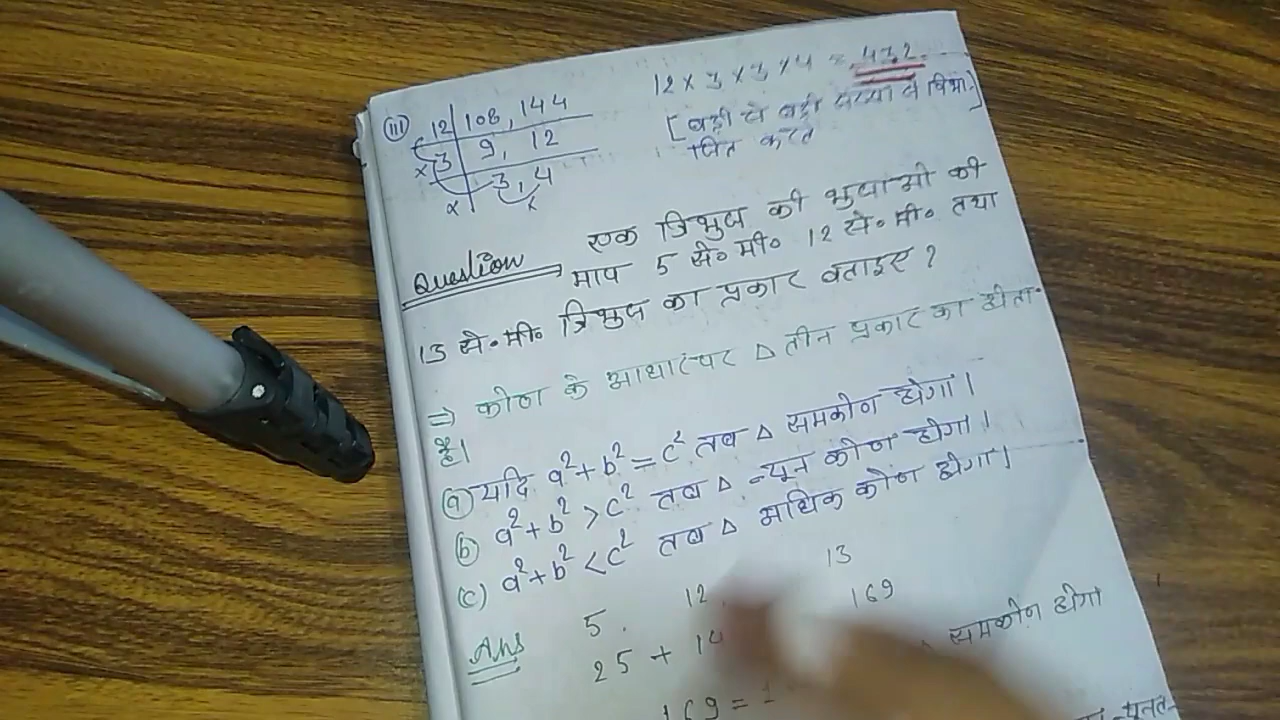 (iii) 12 | 108, 144
× 3 | 9, 12
× 3, 4 ×
12 × 3 × 3 × 4 = 432
[बड़ी से बड़ी संख्या से विभा-
जित करते]
Question → एक त्रिभुज की भुजाओ की
माप 5 से॰ मी॰ 12 से॰ मी॰ तथा
13 से॰ मी॰ त्रिभुज का प्रकार बताइए ?
⇒ कोण के आधार पर Δ तीन प्रकार का होता
है।
(a) यदि a² + b² = c² तब Δ समकोण होगा।
(b) a² + b² > c² तब Δ न्यून कोण होगा।
(c) a² + b² < c² तब Δ अधिक कोण होगा।
Ans 5. 12. 13
25 + 14 169
169 = 1 Δ समकोण होगा